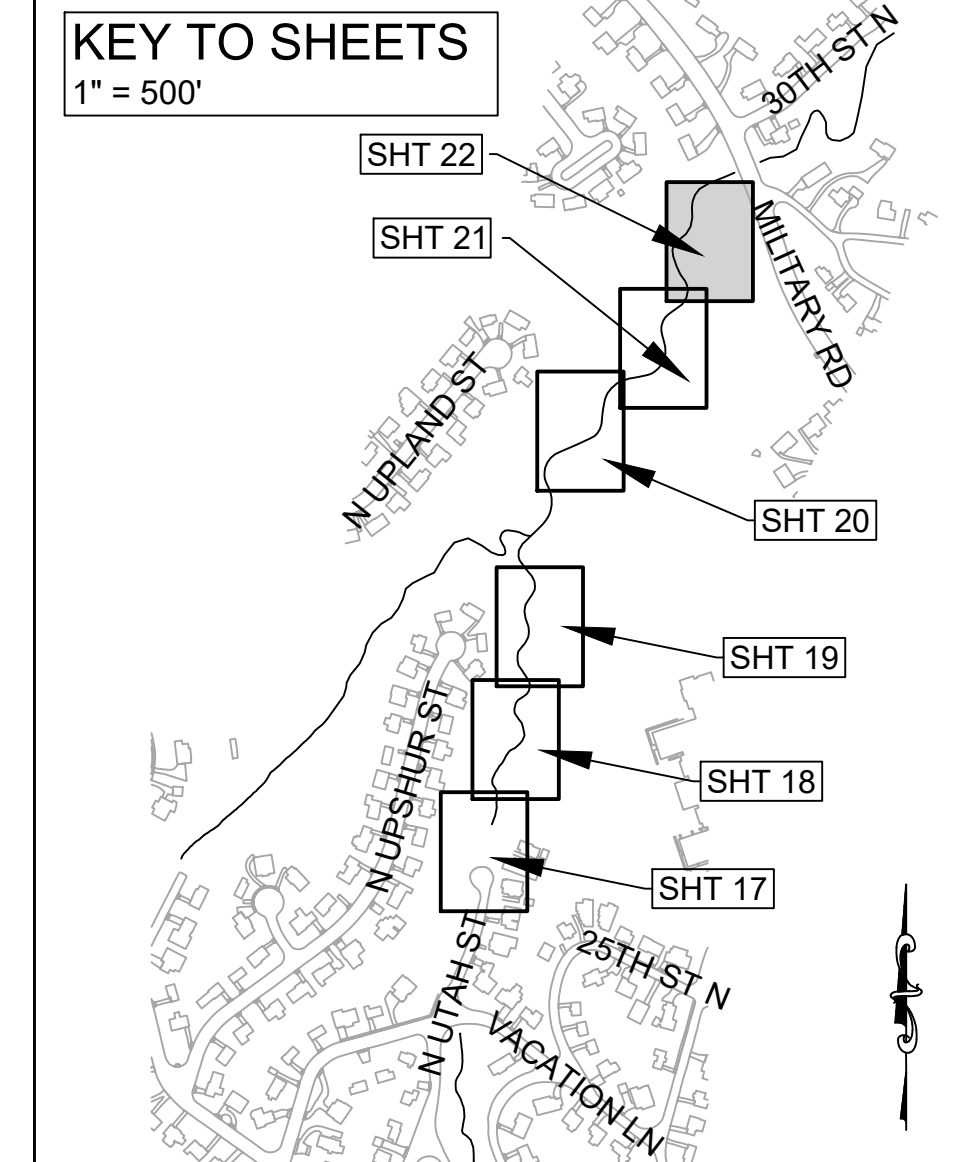 KEY TO SHEETS
1" = 500'
30TH ST N
SHT 22
SHT 21
MILITARY RD
N UPLAND ST
SHT 20
SHT 19
N UPSHUR ST
SHT 18
SHT 17
25TH ST N
N UTAH ST
VACATION LN